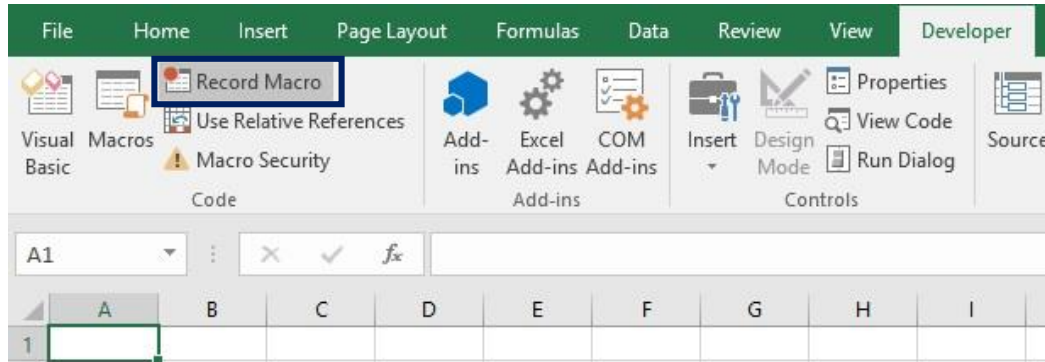 File Home Insert Page Layout Formulas Data Review View Developer
Record Macro
Use Relative References
Macro Security
Visual Basic
Macros
Code
Add-ins
Excel Add-ins
COM Add-ins
Add-ins
Insert
Design Mode
Properties
View Code
Run Dialog
Controls
Source
A1
fx
A B C D E F G H I
1